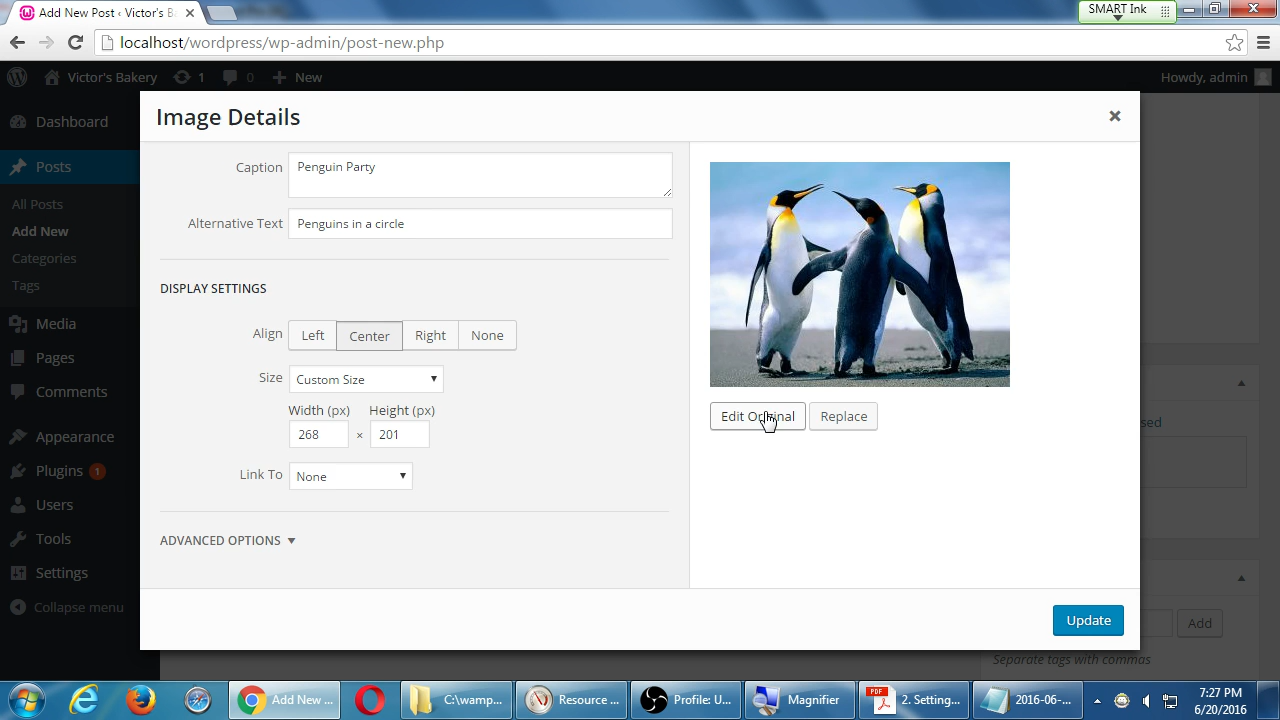 Add New Post ‹ Victor's B
SMART Ink
localhost/wordpress/wp-admin/post-new.php
Victor's Bakery 1 0 New Howdy, admin
Dashboard
Posts
All Posts
Add New
Categories
Tags
Media
Pages
Comments
Appearance
Plugins 1
Users
Tools
Settings
Collapse menu
Image Details
Caption Penguin Party
Alternative Text Penguins in a circle
DISPLAY SETTINGS
Align Left Center Right None
Size Custom Size
Width (px) Height (px)
268 × 201
Link To None
ADVANCED OPTIONS
Edit Original Replace
Update
Add
Separate tags with commas
Add New ... C:\wamp... Resource ... Profile: U... Magnifier PDF 2. Setting... 2016-06-...
7:27 PM
6/20/2016